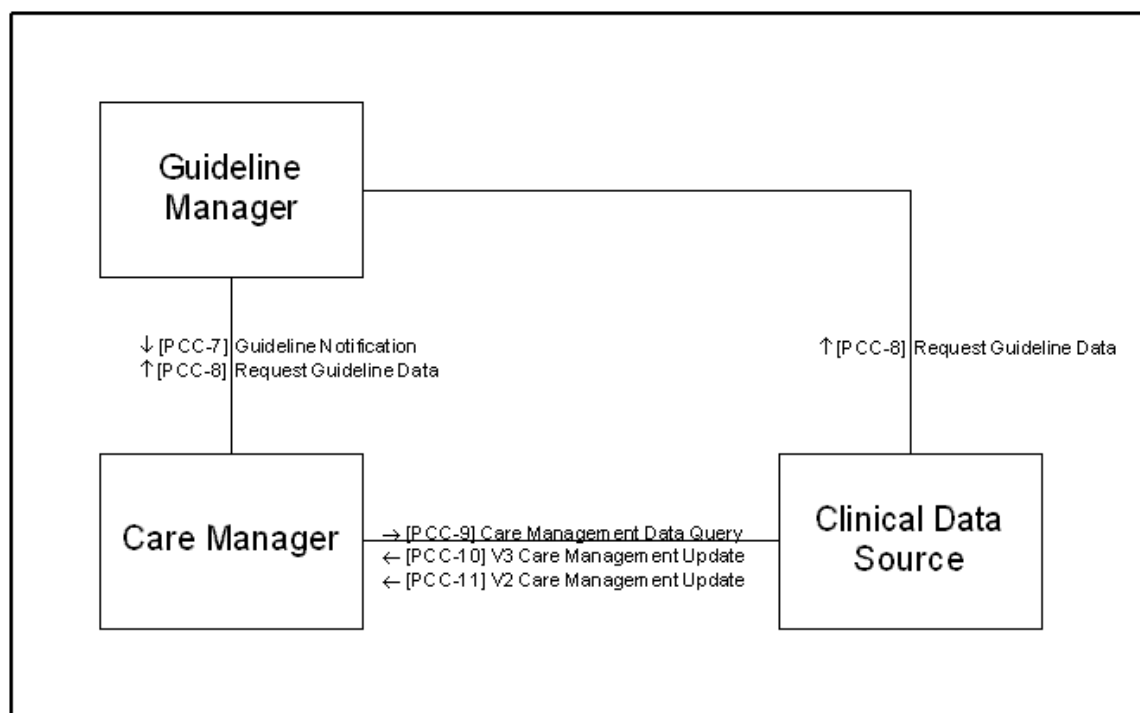 Guideline
Manager
↓ [PCC-7] Guideline Notification
↑ [PCC-8] Request Guideline Data
↑ [PCC-8] Request Guideline Data
Care Manager
→ [PCC-9] Care Management Data Query
← [PCC-10] V3 Care Management Update
← [PCC-11] V2 Care Management Update
Clinical Data
Source